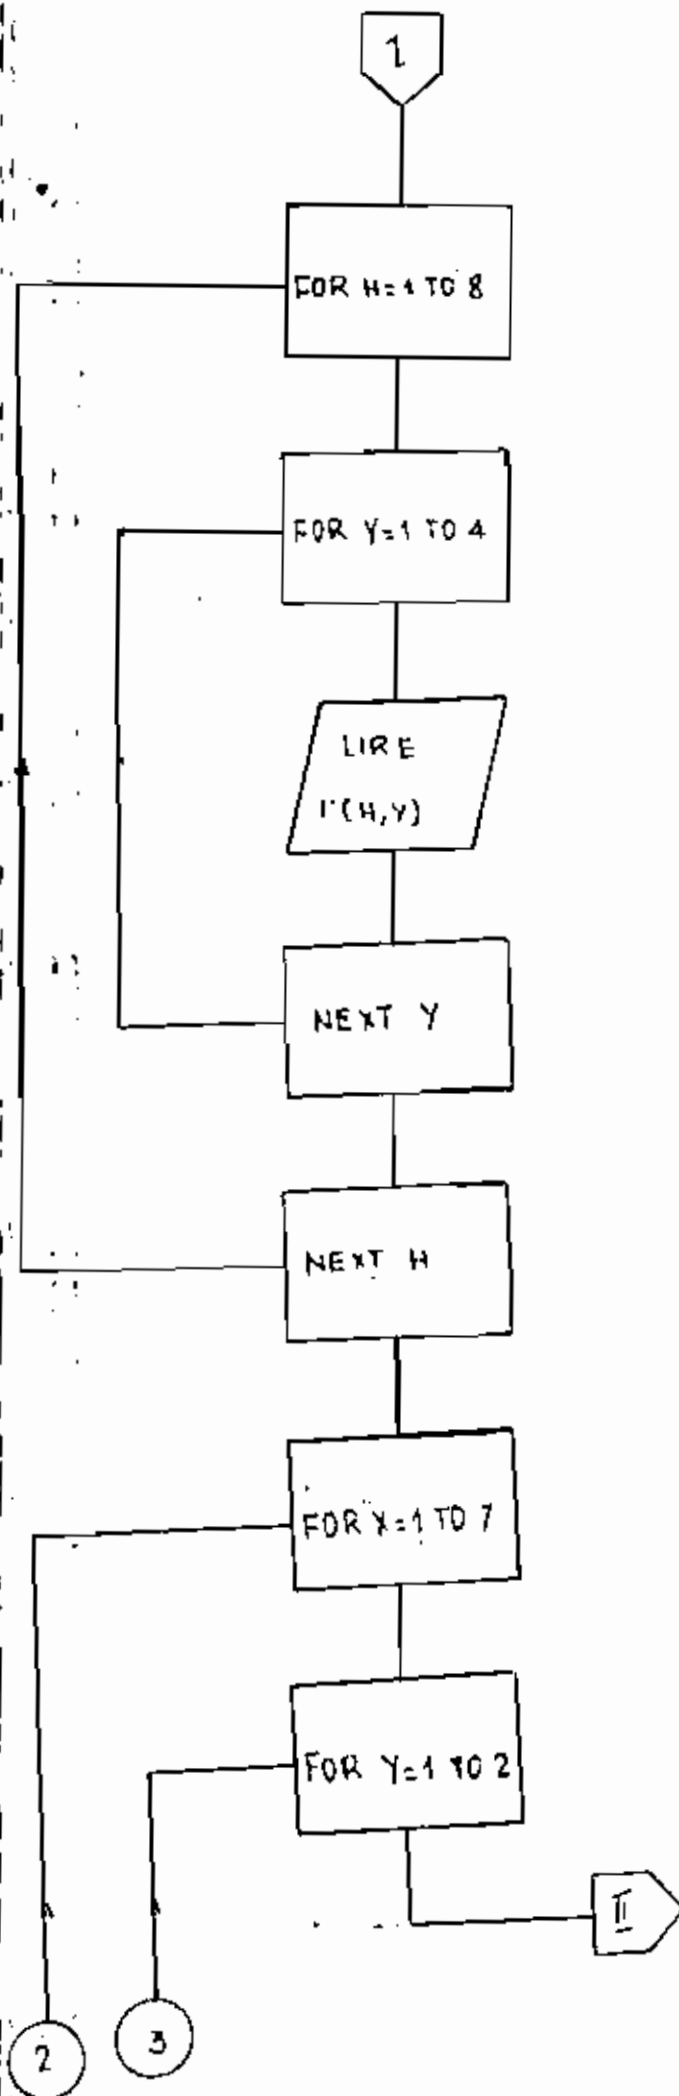 1
FOR H=1 TO 8
FOR Y=1 TO 4
LIRE
(H,Y)
NEXT Y
NEXT H
FOR X=1 TO 7
FOR Y=1 TO 2
II
3
2